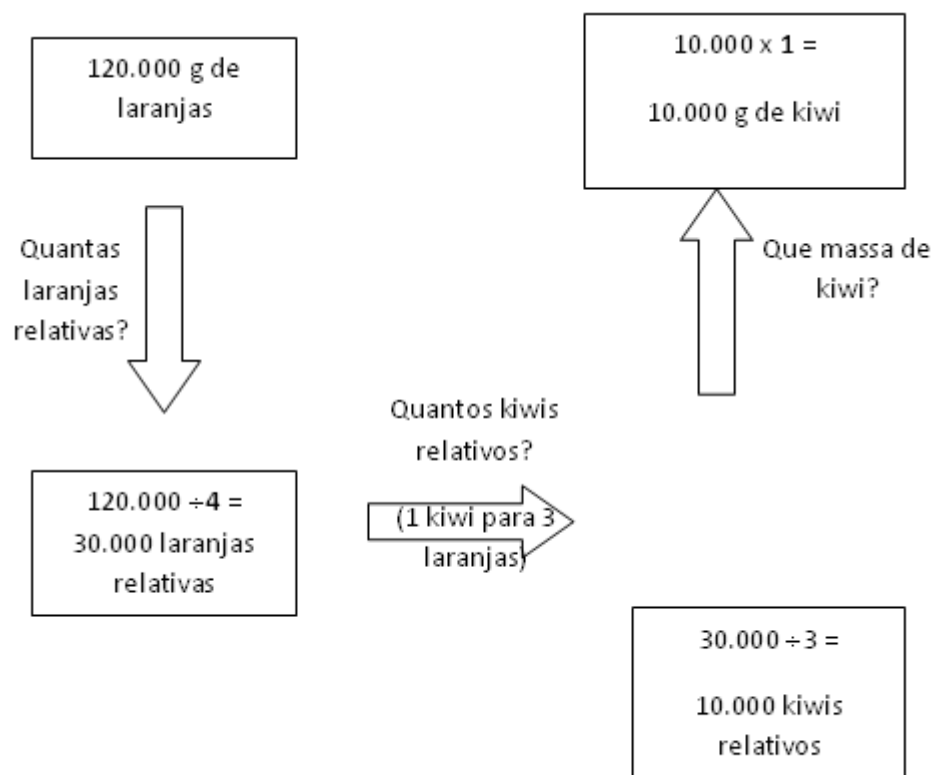 120.000 g de
laranjas
Quantas
laranjas
relativas?
120.000 ÷4 =
30.000 laranjas
relativas
Quantos kiwis
relativos?
(1 kiwi para 3
laranjas)
30.000 ÷3 =
10.000 kiwis
relativos
Que massa de
kiwi?
10.000 x 1 =
10.000 g de kiwi